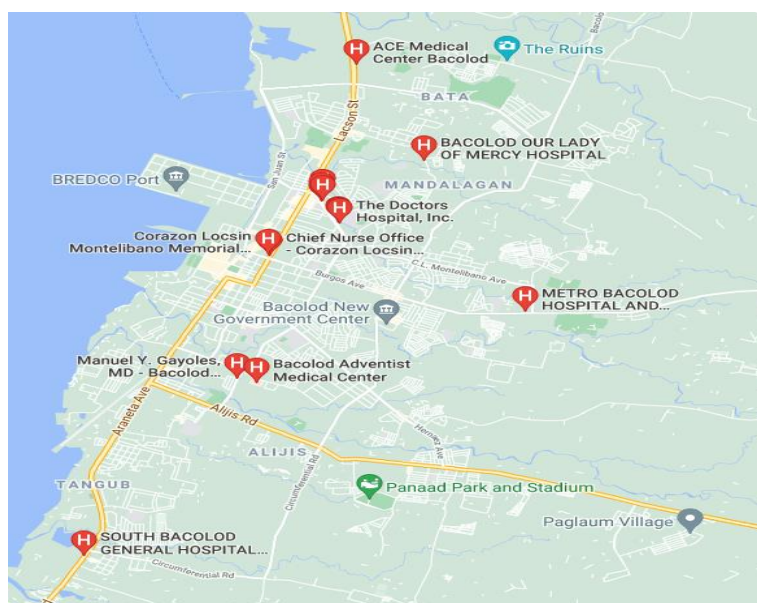 ACE Medical
Center Bacolod
The Ruins
BATA
Lacson St
BACOLOD OUR LADY
OF MERCY HOSPITAL
San Juan St
BREDCO Port
MANDALAGAN
The Doctors
Hospital, Inc.
Corazon Locsin
Montelibano Memorial...
Chief Nurse Office
- Corazon Locsin...
C.L. Montelibano Ave
Burgos Ave
METRO BACOLOD
HOSPITAL AND...
Bacolod New
Government Center
Manuel Y. Gayoles,
MD - Bacolod...
Bacolod Adventist
Medical Center
Araneta Ave
Alijis Rd
Hernaez Ave
ALIJIS
Circumferential Rd
TANGUB
Panaad Park and Stadium
Paglaum Village
SOUTH BACOLOD
GENERAL HOSPITAL...
Circumferential Rd